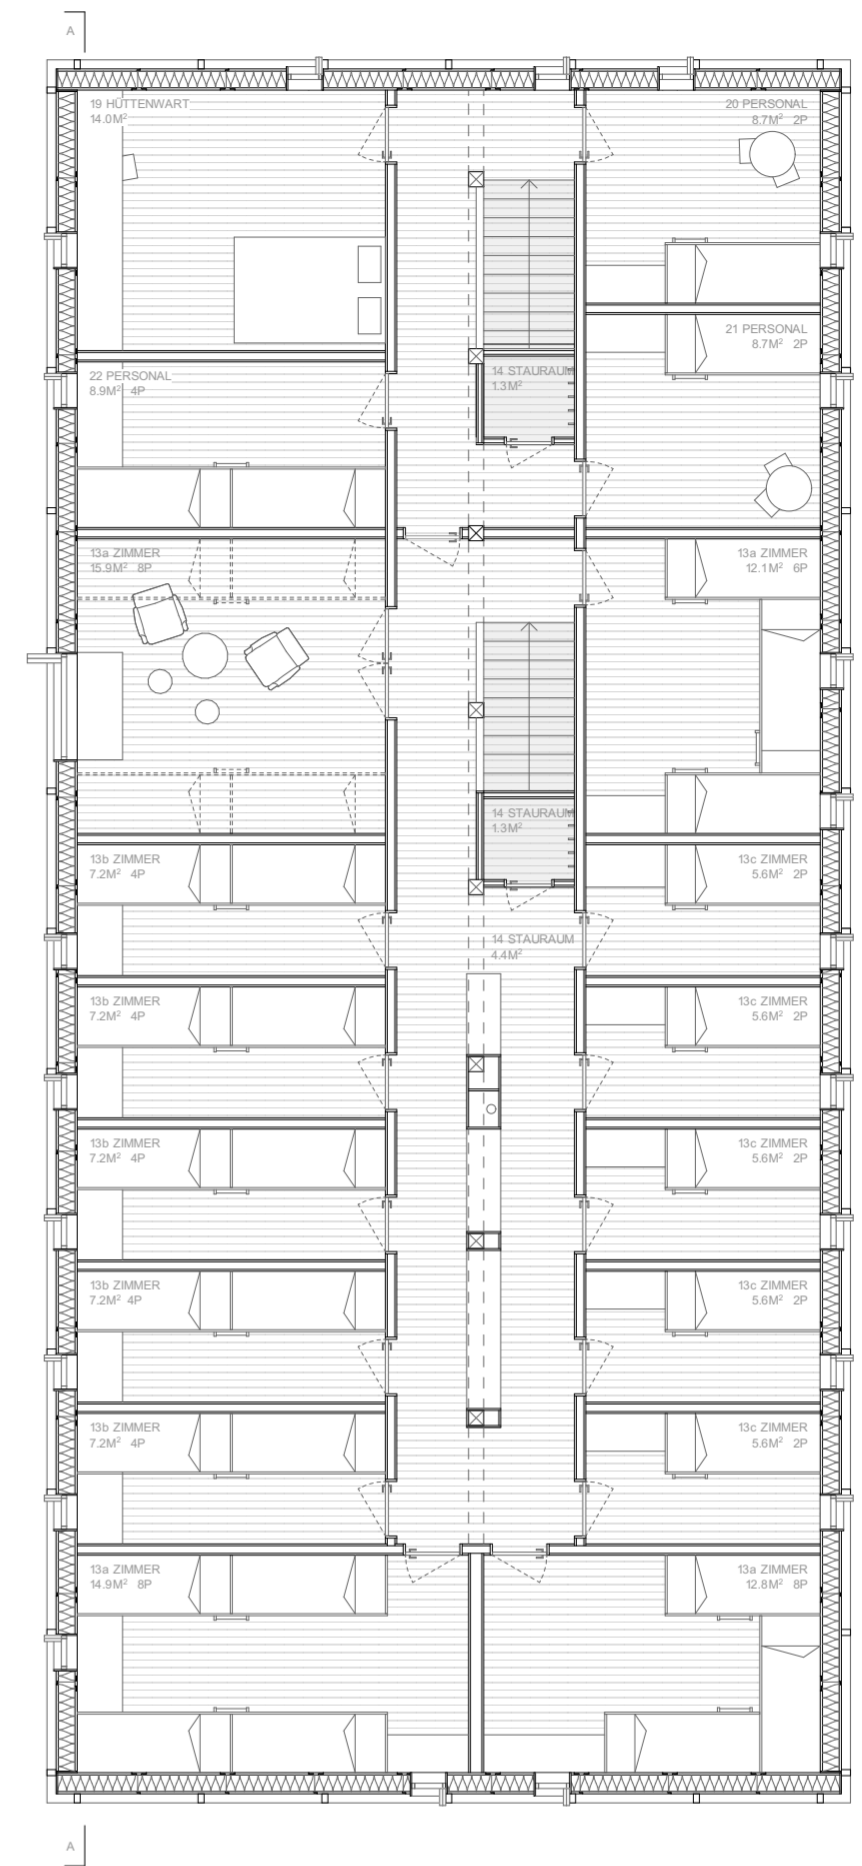 A
19 HÜTTENWART
14.0M²
20 PERSONAL
8.7M² 2P
21 PERSONAL
8.7M² 2P
22 PERSONAL
8.9M² 4P
14 STAURAUM
1.3M²
13a ZIMMER
15.9M² 8P
13a ZIMMER
12.1M² 6P
14 STAURAUM
1.3M²
13b ZIMMER
7.2M² 4P
13c ZIMMER
5.6M² 2P
14 STAURAUM
4.4M²
13b ZIMMER
7.2M² 4P
13c ZIMMER
5.6M² 2P
13b ZIMMER
7.2M² 4P
13c ZIMMER
5.6M² 2P
13b ZIMMER
7.2M² 4P
13c ZIMMER
5.6M² 2P
13b ZIMMER
7.2M² 4P
13c ZIMMER
5.6M² 2P
13a ZIMMER
14.9M² 8P
13a ZIMMER
12.8M² 8P
A